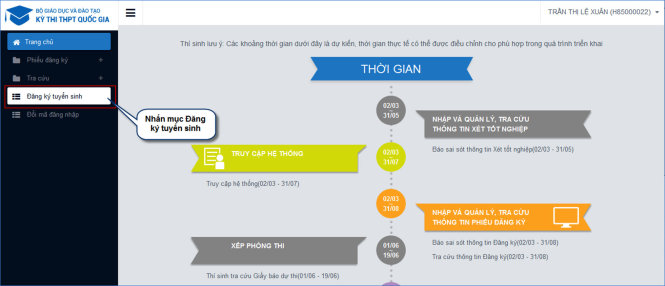 BỘ GIÁO DỤC VÀ ĐÀO TẠO
KỲ THI THPT QUỐC GIA
TRẦN THỊ LỆ XUÂN (H85000022)
Trang chủ
Phiếu đăng ký +
Tra cứu +
Đăng ký tuyển sinh
Đổi mã đăng nhập
Nhấn mục Đăng
ký tuyển sinh
Thí sinh lưu ý: Các khoảng thời gian dưới đây là dự kiến, thời gian thực tế có thể được điều chỉnh cho phù hợp trong quá trình triển khai
THỜI GIAN
02/03
31/05
NHẬP VÀ QUẢN LÝ, TRA CỨU
THÔNG TIN XÉT TỐT NGHIỆP
Báo sai sót thông tin Xét tốt nghiệp(02/03 - 31/05)
TRUY CẬP HỆ THỐNG
02/03
31/07
Truy cập hệ thống(02/03 - 31/07)
02/03
31/08
NHẬP VÀ QUẢN LÝ, TRA CỨU
THÔNG TIN PHIẾU ĐĂNG KÝ
Báo sai sót thông tin Đăng ký(02/03 - 31/08)
Tra cứu thông tin Đăng ký(02/03 - 31/08)
XẾP PHÒNG THI
01/06
19/06
Thí sinh tra cứu Giấy báo dự thi(01/06 - 19/06)